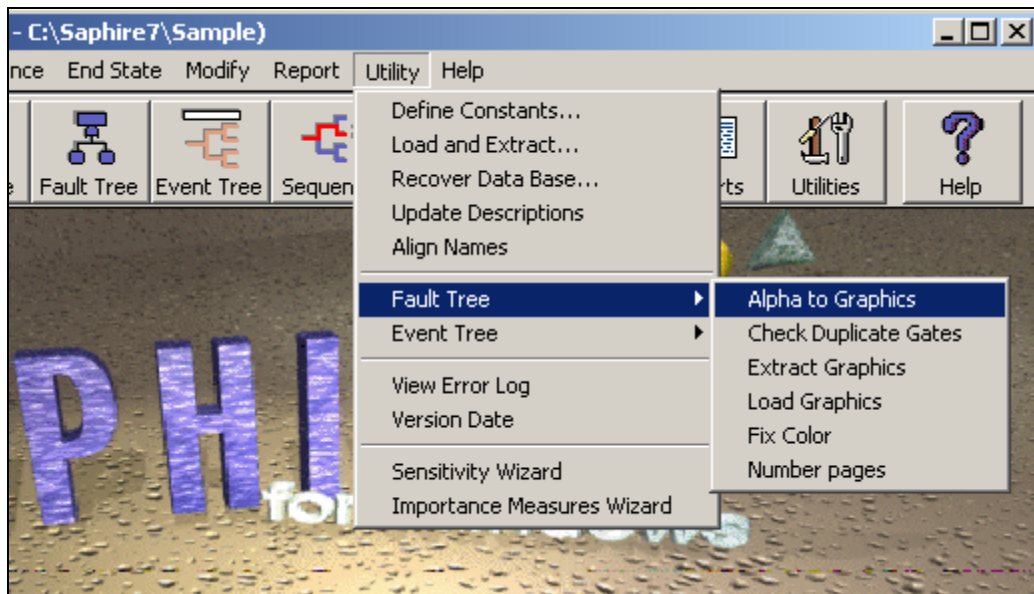 - C:\Saphire7\Sample)
nce End State Modify Report Utility Help
Fault Tree Event Tree Sequen rts Utilities Help
Define Constants...
Load and Extract...
Recover Data Base...
Update Descriptions
Align Names
Fault Tree
Event Tree
View Error Log
Version Date
Sensitivity Wizard
Importance Measures Wizard
Alpha to Graphics
Check Duplicate Gates
Extract Graphics
Load Graphics
Fix Color
Number pages
PHI
for